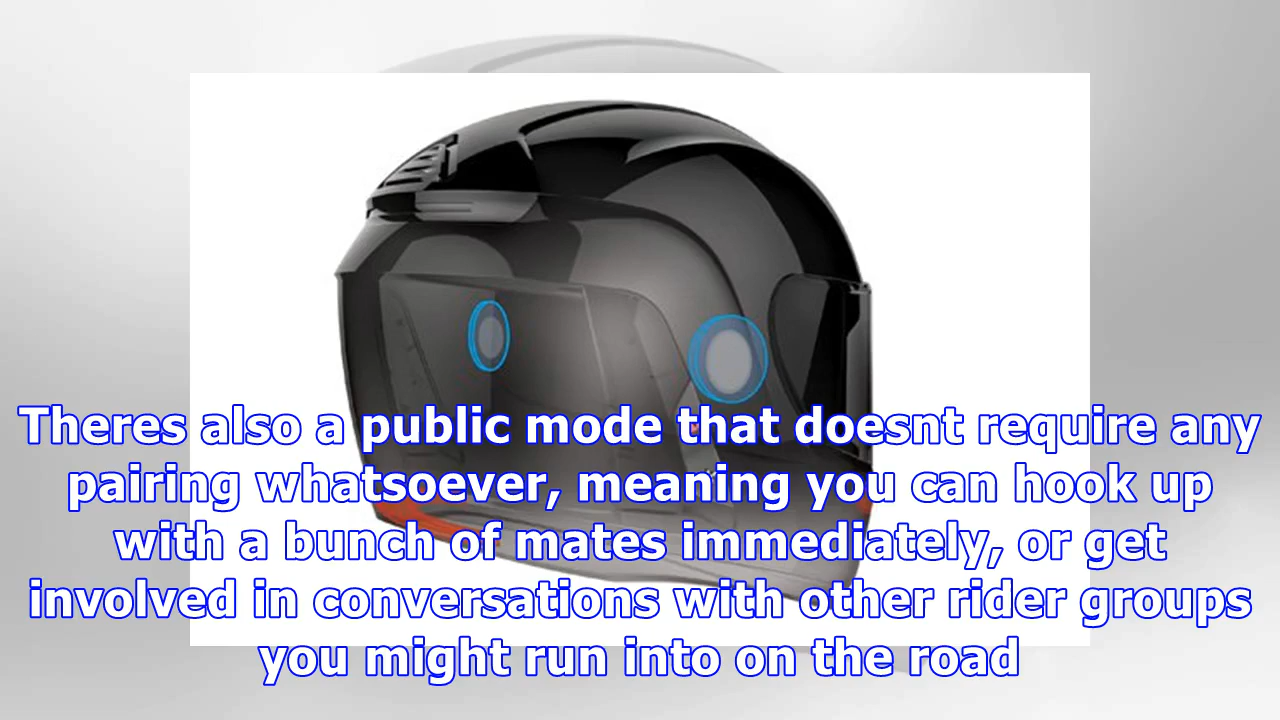 Theres also a public mode that doesnt require any
pairing whatsoever, meaning you can hook up
with a bunch of mates immediately, or get
involved in conversations with other rider groups
you might run into on the road